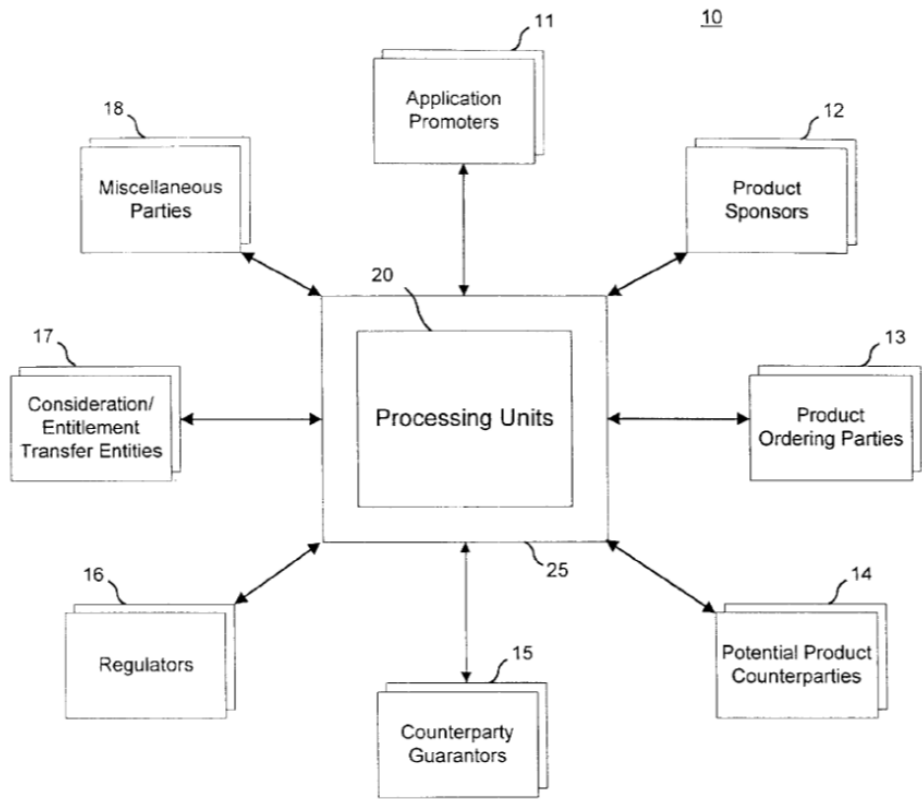 10
11
Application
Promoters
18
Miscellaneous
Parties
12
Product
Sponsors
20
Processing Units
17
Consideration/
Entitlement
Transfer Entities
13
Product
Ordering Parties
25
16
Regulators
15
Counterparty
Guarantors
14
Potential Product
Counterparties